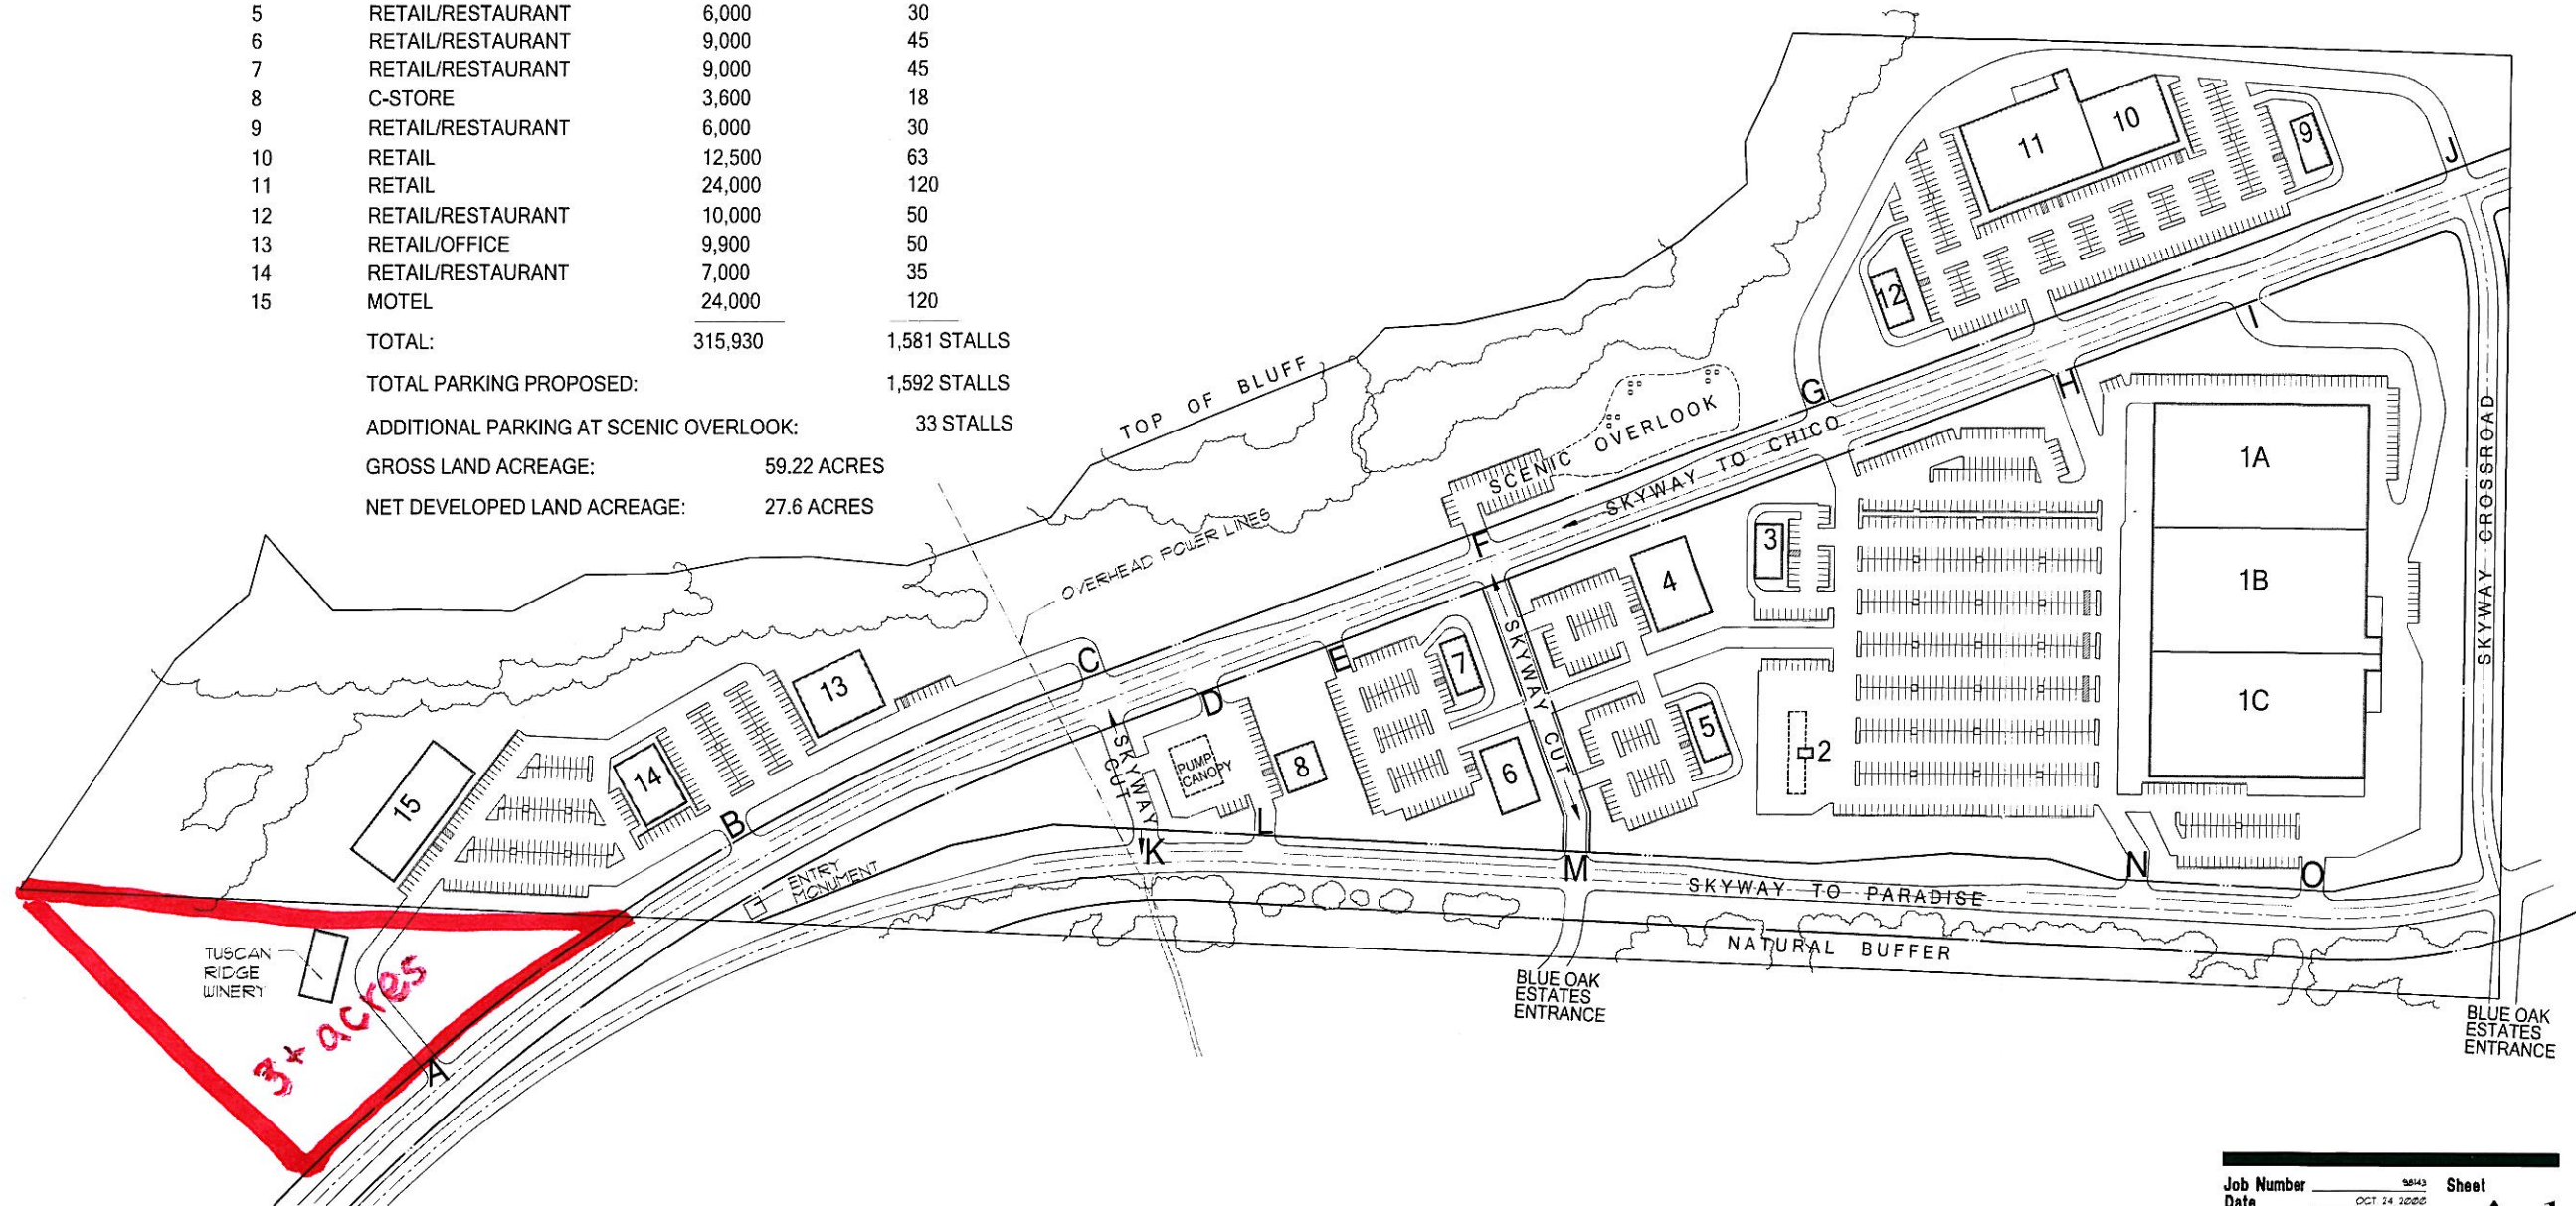 5 RETAIL/RESTAURANT 6,000 30
6 RETAIL/RESTAURANT 9,000 45
7 RETAIL/RESTAURANT 9,000 45
8 C-STORE 3,600 18
9 RETAIL/RESTAURANT 6,000 30
10 RETAIL 12,500 63
11 RETAIL 24,000 120
12 RETAIL/RESTAURANT 10,000 50
13 RETAIL/OFFICE 9,900 50
14 RETAIL/RESTAURANT 7,000 35
15 MOTEL 24,000 120
TOTAL: 315,930 1,581 STALLS
TOTAL PARKING PROPOSED: 1,592 STALLS
ADDITIONAL PARKING AT SCENIC OVERLOOK: 33 STALLS
GROSS LAND ACREAGE: 59.22 ACRES
NET DEVELOPED LAND ACREAGE: 27.6 ACRES
TOP OF BLUFF
OVERHEAD POWER LINES
SCENIC OVERLOOK
SKYWAY TO CHICO
11
10
9
12
J
I
G
H
F
1A
1B
1C
SKYWAY CROSSROAD
3
4
SKYWAY CUT
7
5
6
2
E
C
D
13
14
15
B
SKYWAY
CUT
PUMP
CANOPY
8
L
K
M
N
O
ENTRY
MONUMENT
SKYWAY TO PARADISE
NATURAL BUFFER
BLUE OAK
ESTATES
ENTRANCE
BLUE OAK
ESTATES
ENTRANCE
TUSCAN
RIDGE
WINERY
3+ acres
A
Job Number 98143 Sheet
Date OCT 24 2000